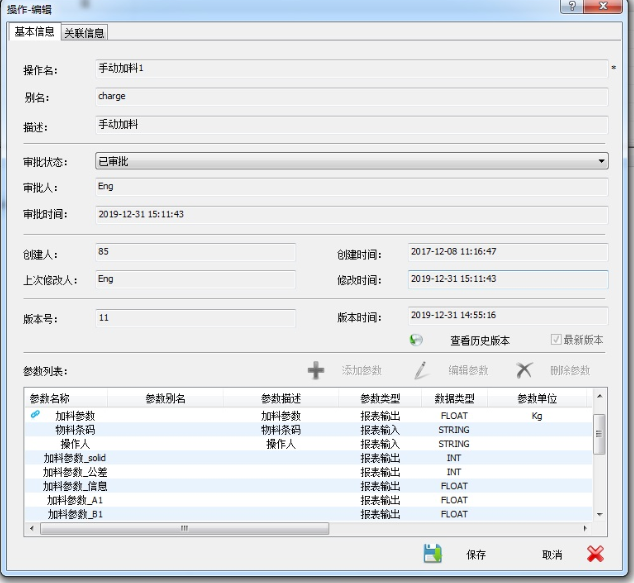 操作-编辑
基本信息 关联信息
操作名： 手动加料1 *
别名： charge
描述： 手动加料
审批状态： 已审批
审批人： Eng
审批时间： 2019-12-31 15:11:43
创建人： 85 创建时间： 2017-12-08 11:16:47
上次修改人： Eng 修改时间： 2019-12-31 15:11:43
版本号： 11 版本时间： 2019-12-31 14:55:16
查看历史版本 最新版本
参数列表： 添加参数 编辑参数 删除参数
参数名称 参数别名 参数描述 参数类型 数据类型 参数单位
加料参数 加料参数 报表输出 FLOAT Kg
物料条码 物料条码 报表输入 STRING
操作人 操作人 报表输入 STRING
加料参数_solid 报表输出 INT
加料参数_公差 报表输出 INT
加料参数_信息 报表输出 FLOAT
加料参数_A1 报表输出 FLOAT
加料参数_B1 报表输出 FLOAT
保存 取消